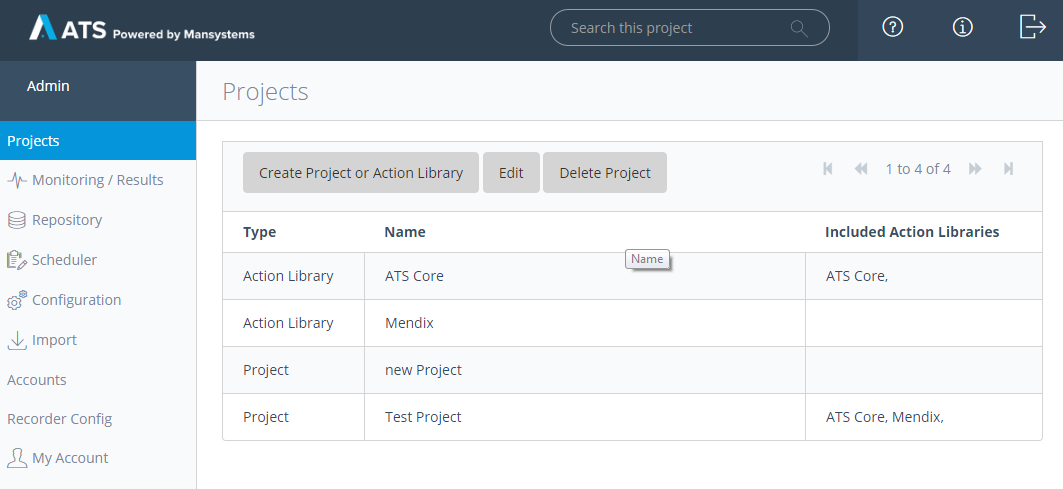 ATS Powered by Mansystems
Search this project
Admin
Projects
Projects
Monitoring / Results
Repository
Scheduler
Configuration
Import
Accounts
Recorder Config
My Account
Create Project or Action Library Edit Delete Project 1 to 4 of 4
Type Name Included Action Libraries
Name
Action Library ATS Core ATS Core,
Action Library Mendix
Project new Project
Project Test Project ATS Core, Mendix,